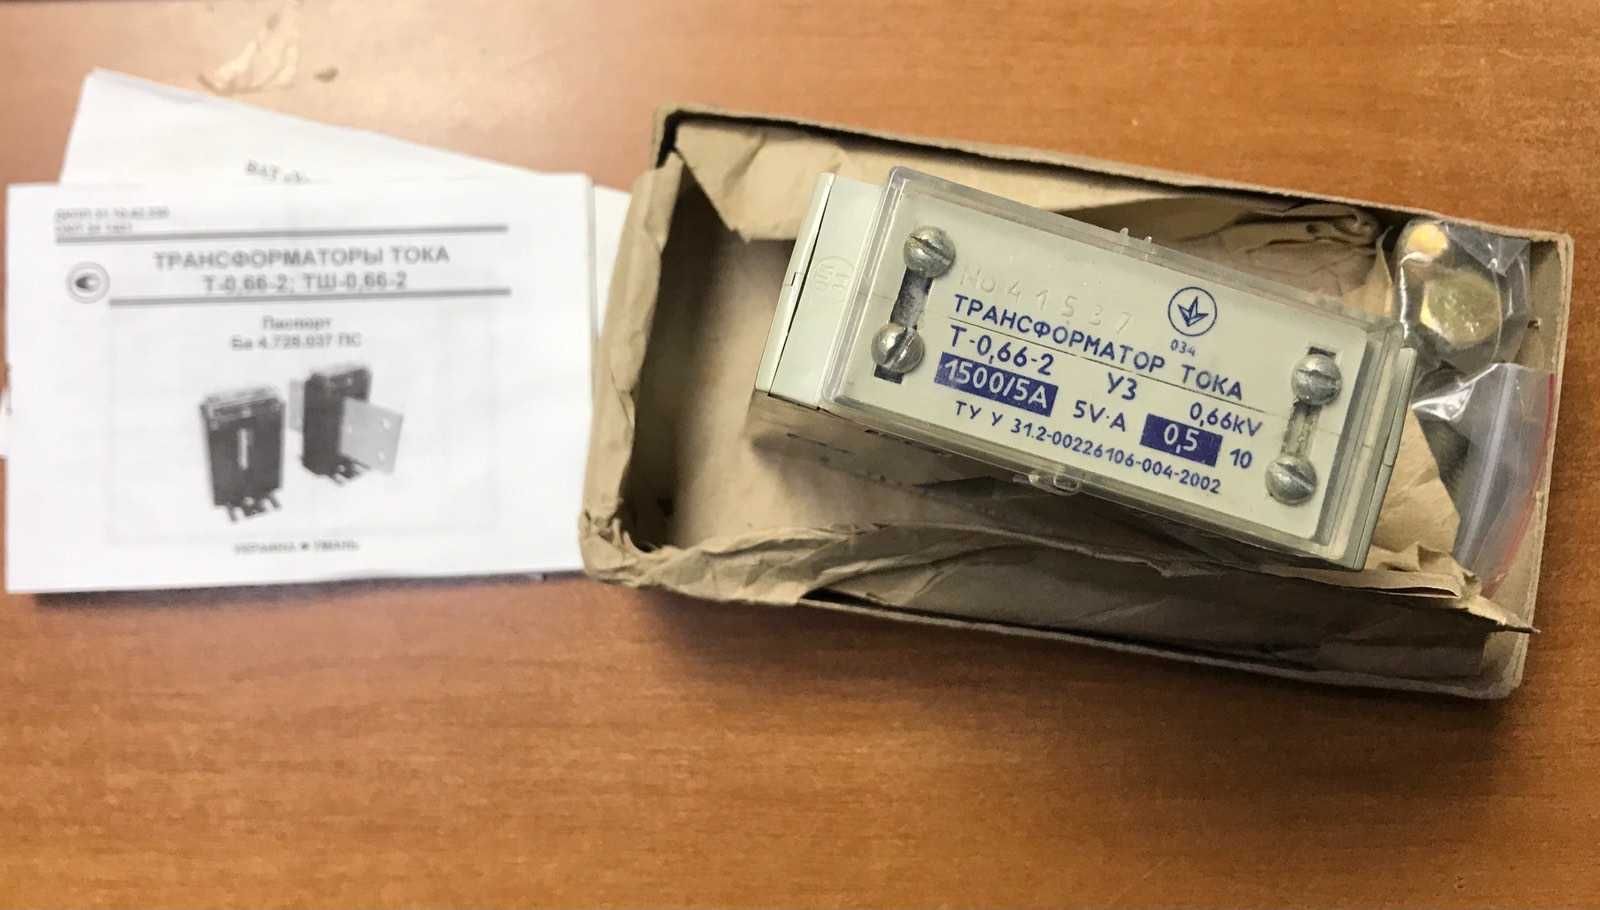 ТРАНСФОРМАТОРЫ ТОКА
Т-0,66-2; ТШ-0,66-2
Паспорт
Ба 4.728.037 ПС
УКРАИНА УМАНЬ
No 41537
034
ТРАНСФОРМАТОР ТОКА
Т-0,66-2 У3 0,66kV
1500/5А 5V·A 0,5 10
ТУ У 31.2-00226106-004-2002